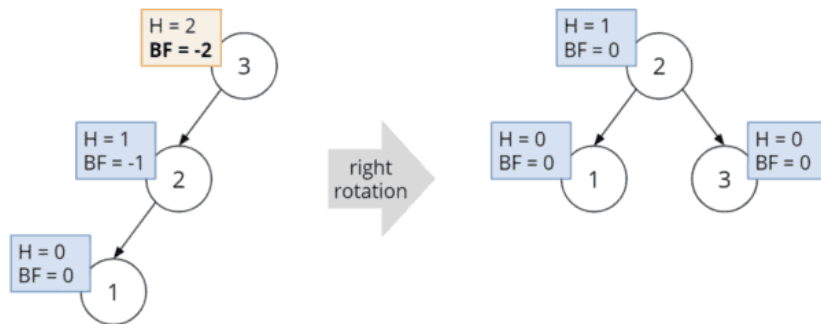 H = 2
BF = -2
3
H = 1
BF = -1
2
H = 0
BF = 0
1
right
rotation
H = 1
BF = 0
2
H = 0
BF = 0
1
H = 0
BF = 0
3